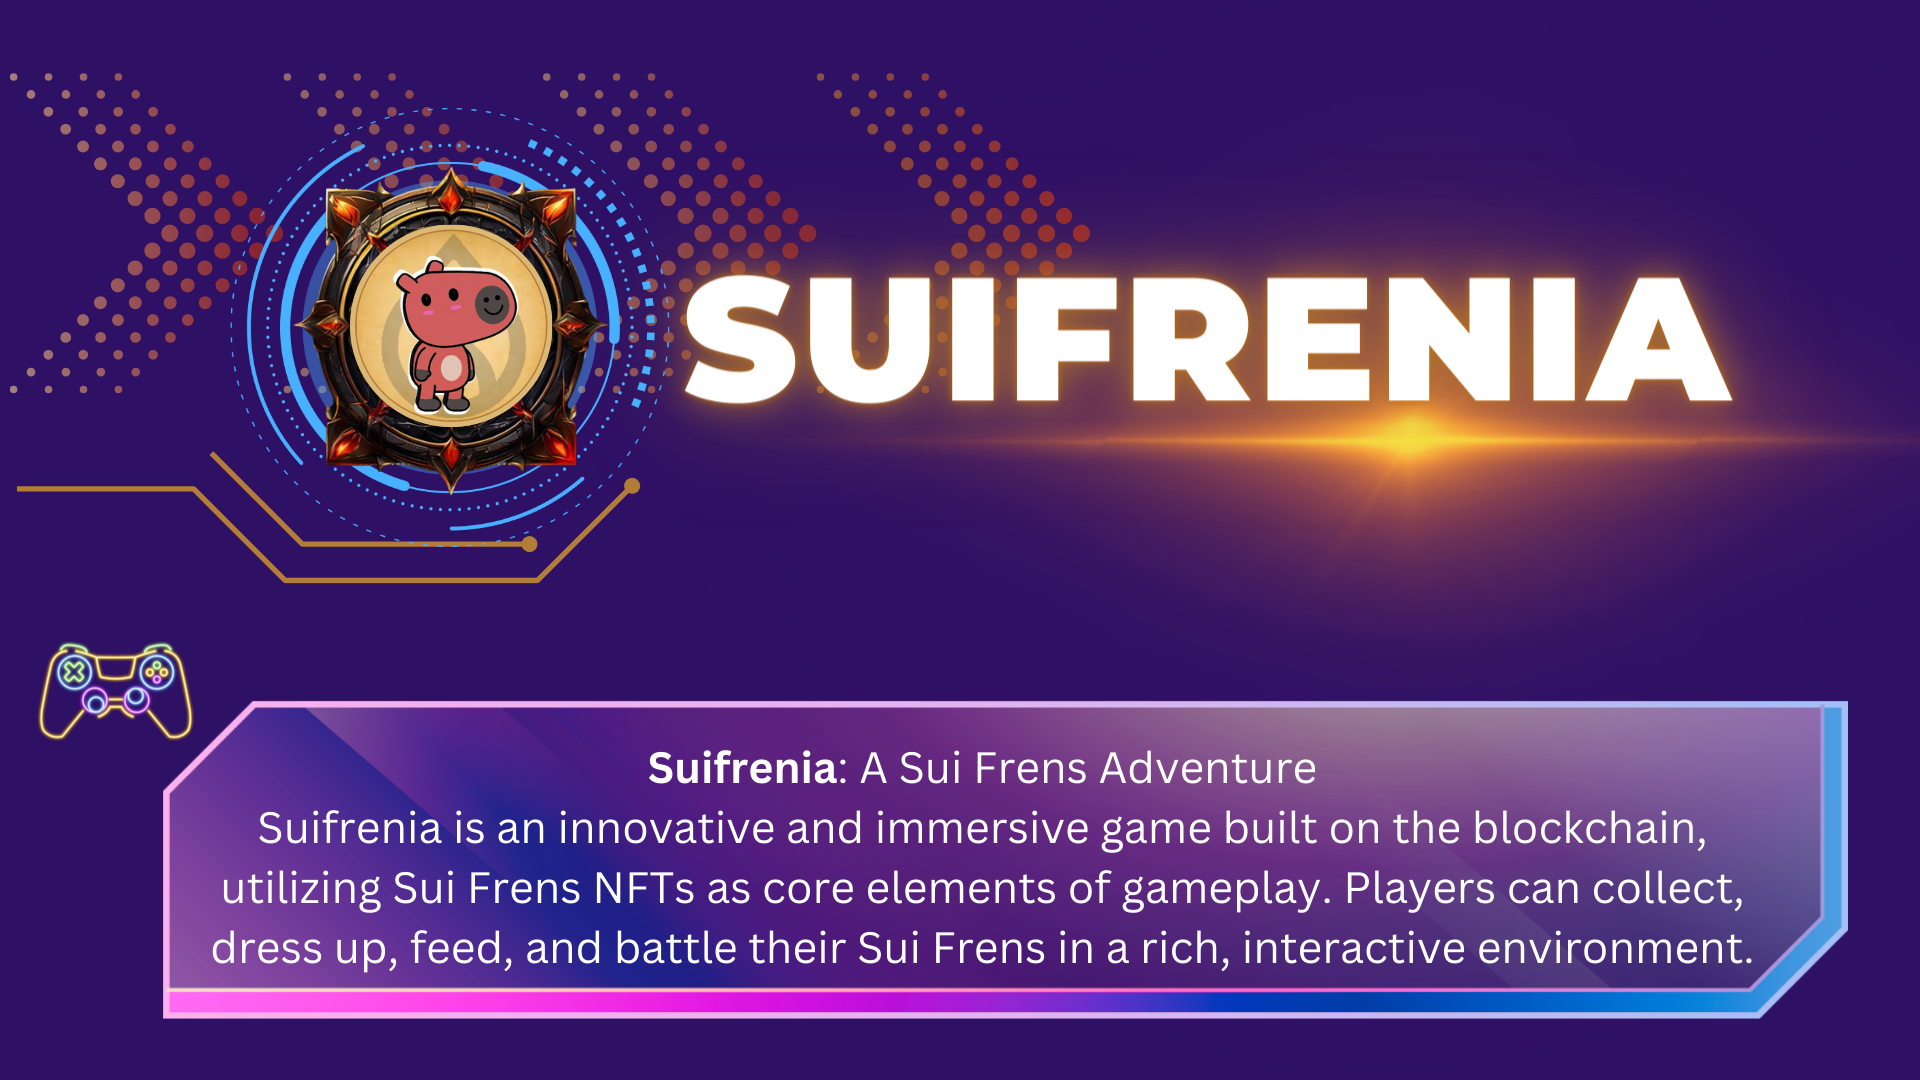 SUIFRENIA
Suifrenia: A Sui Frens Adventure
Suifrenia is an innovative and immersive game built on the blockchain,
utilizing Sui Frens NFTs as core elements of gameplay. Players can collect,
dress up, feed, and battle their Sui Frens in a rich, interactive environment.